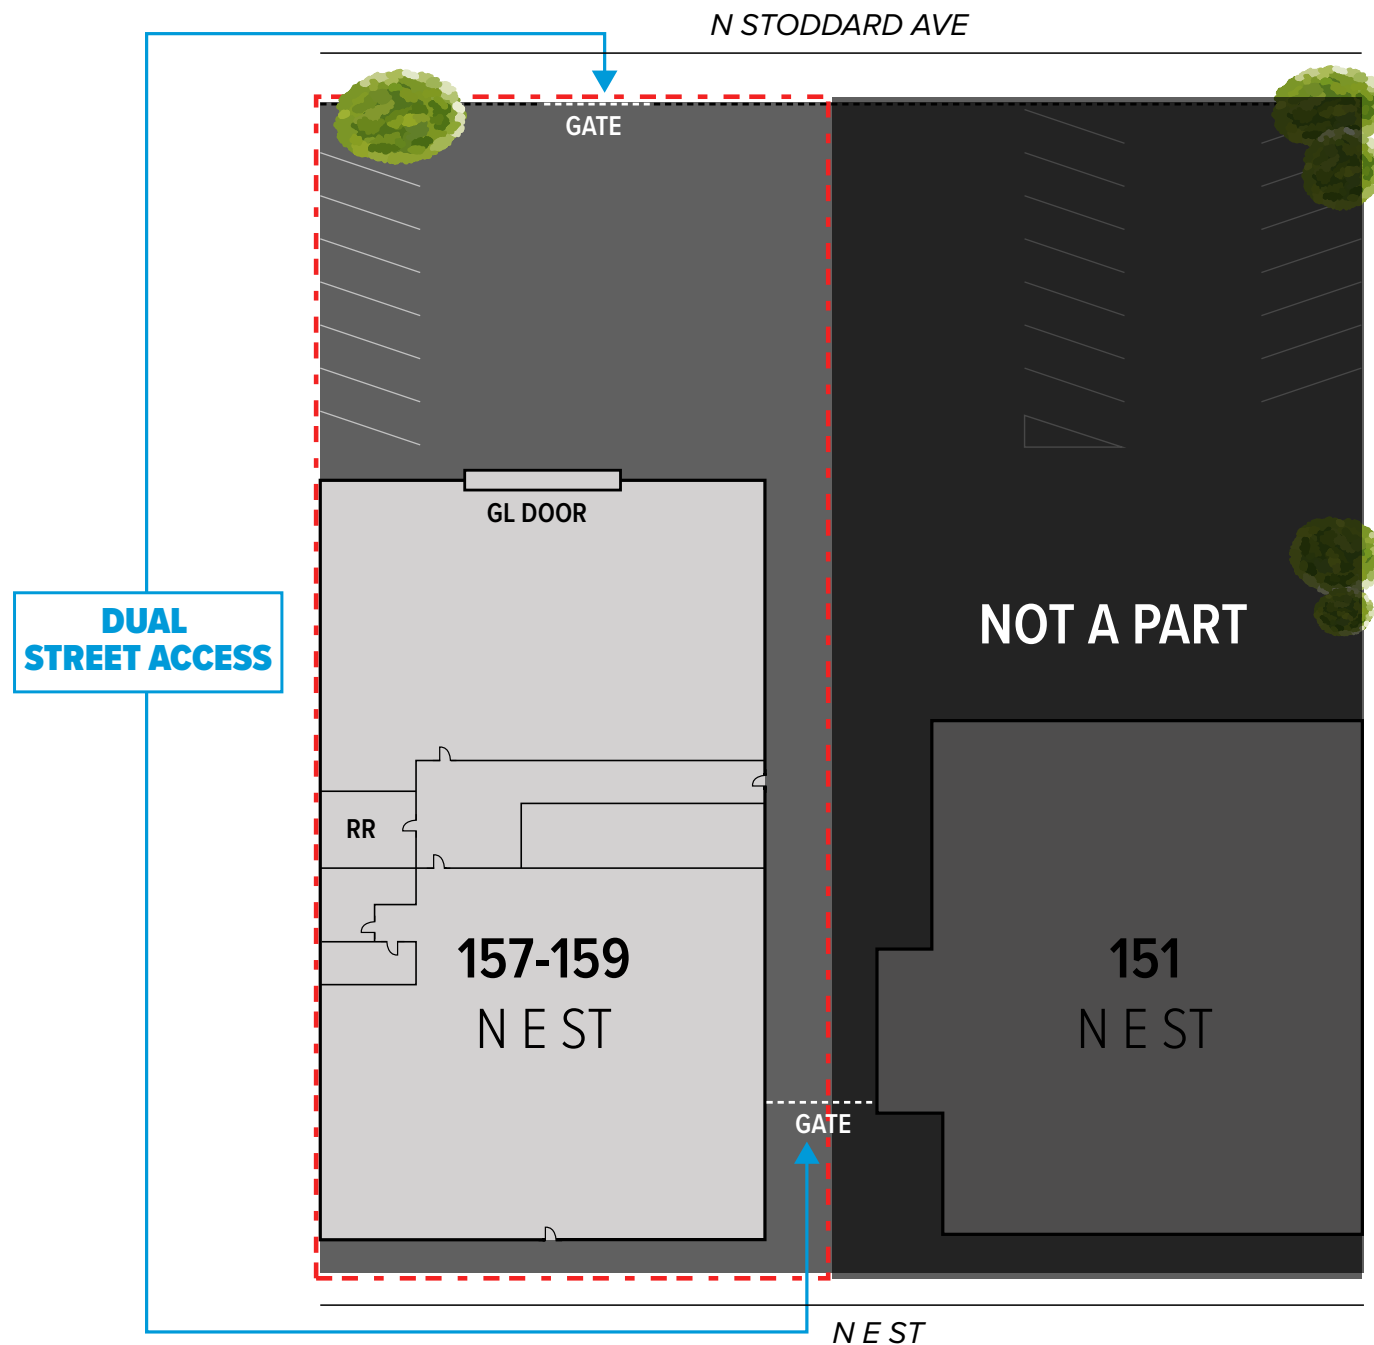 N STODDARD AVE
GATE
GL DOOR
DUAL
STREET ACCESS
NOT A PART
RR
157-159
N E ST
151
N E ST
GATE
N E ST